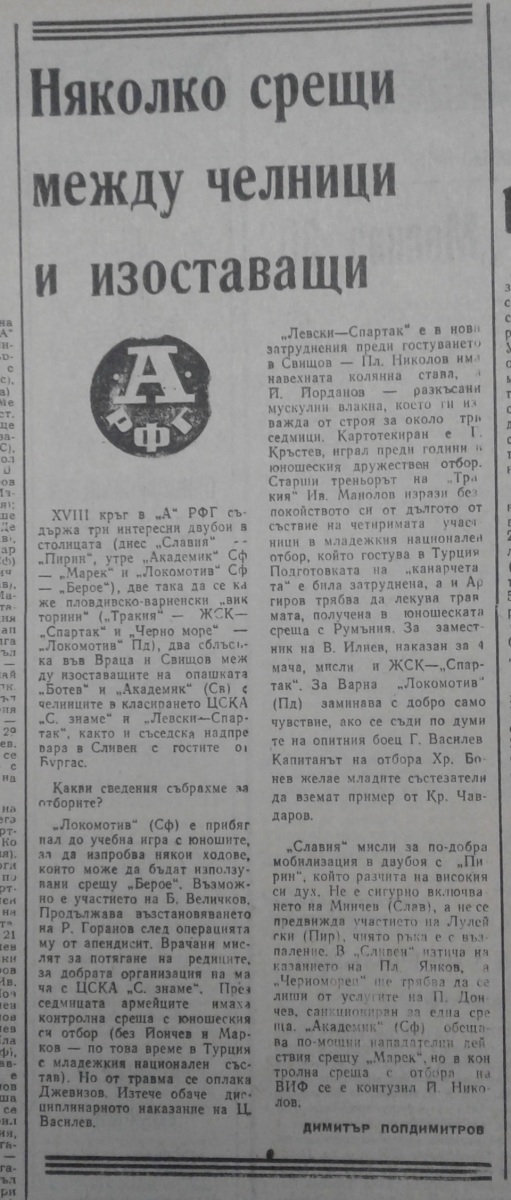 Няколко срещи
между челници
и изоставащи
А
РФГ
XVIII кръг в „А“ РФГ съ-
държа три интересни двубои в
столицата (днес „Славия“ —
„Пирин“, утре „Академик“ Сф
— „Марек“ и „Локомотив“ Сф
— „Берое“), две така да се ка-
же пловдивско-варненски „вик
торини“ („Тракия“ — ЖСК—
„Спартак“ и „Черно море“ —
„Локомотив“ Пд), два сблъсъ-
ка във Враца и Свищов меж
ду изоставащите на опашката
„Ботев“ и „Академик“ (Св) с
челниците в класирането ЦСКА
„С. знаме“ и „Левски—Спар-
так“, както и съседска надпре
вара в Сливен с гостите от
Бургас.
Какви сведения събрахме за
отборите?
„Локомотив“ (Сф) е прибяг
нал до учебна игра с юношите,
за да изпробва някои ходове,
които може да бъдат използу-
вани срещу „Берое“. Възмож-
но е участието на Б. Величков.
Продължава възстановяването
на Р. Горанов след операцията
му от апендисит. Врачани мис-
лят за потягане на редиците,
за добрата организация на ма
ча с ЦСКА „С. знаме“. През
седмицата армейците имаха
контролна среща с юношеския
си отбор (без Йончев и Мар-
ков — по това време в Турция
с младежкия национален със-
тав). Но от травма се оплака
Джевизов. Изтече обаче дис-
циплинарното наказание на Ц.
Василев.
„Левски—Спартак“ е в нови
затруднения преди гостуването
в Свищов — Пл. Николов има
навехната колянна става, а
Й. Йорданов — разкъсани
мускулни влакна, което ги из
важда от строя за около три
седмици. Картотекиран е Г.
Кръстев, играл преди години в
юношеския дружествен отбор.
Старши треньорът на „Тра
кия“ Ив. Манолов изрази без
покойството си от дългото от
съствие на четиримата участ
ници в младежкия национален
отбор, който гостува в Турция
Подготовката на „канарчета
та“ е била затруднена, а и Ар
гиров трябва да лекува трав
мата, получена в юношеската
среща с Румъния. За замест-
ник на В. Илиев, наказан за 4
мача, мисли и ЖСК—„Спар-
так“. За Варна „Локомотив“
(Пд) заминава с добро само
чувствие, ако се съди по думи
те на опитния боец Г. Василев
Капитанът на отбора Хр. Бо-
нев желае младите състезатели
да вземат пример от Кр. Чав-
даров.
„Славия“ мисли за по-добра
мобилизация в двубоя с „Пи-
рин“, който разчита на високия
си дух. Не е сигурно включва-
нето на Минчев (Слав), а не се
предвижда участието на Лулей
ски (Пир), чиято ръка е с въз-
паление. В „Сливен“ изтича на
казанието на Пл. Янков, а
„Черноморец“ ще трябва да се
лиши от услугите на П. Дон-
чев, санкциониран за една сре
ща. „Академик“ (Сф) обеща-
ва по-мощни нападателни дей
ствия срещу „Марек“, но в кон
тролна среща с отбора на
ВИФ се е контузил Й. Нико-
лов.
ДИМИТЪР ПОПДИМИТРОВ